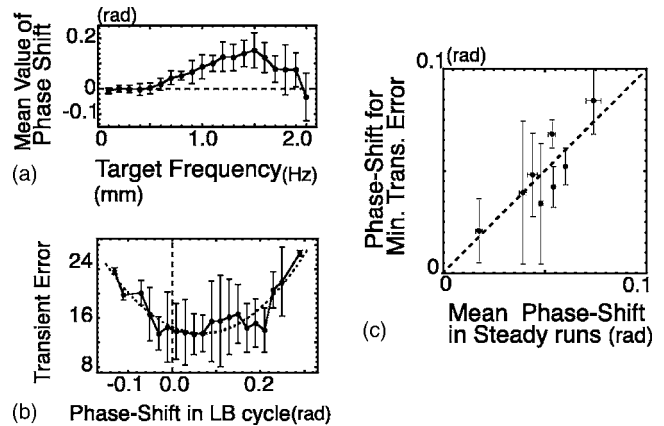 (rad)
Mean Value of
Phase Shift
0.2
0
-0.1
0
1.0
2.0
Target Frequency(Hz)
(a)
(mm)
Transient Error
24
16
8
-0.1
0.0
0.2
(b)
Phase-Shift in LB cycle(rad)
(rad)
0.1
Phase-Shift for
Min. Trans. Error
0
0
0.1
Mean Phase-Shift
in Steady runs (rad)
(c)